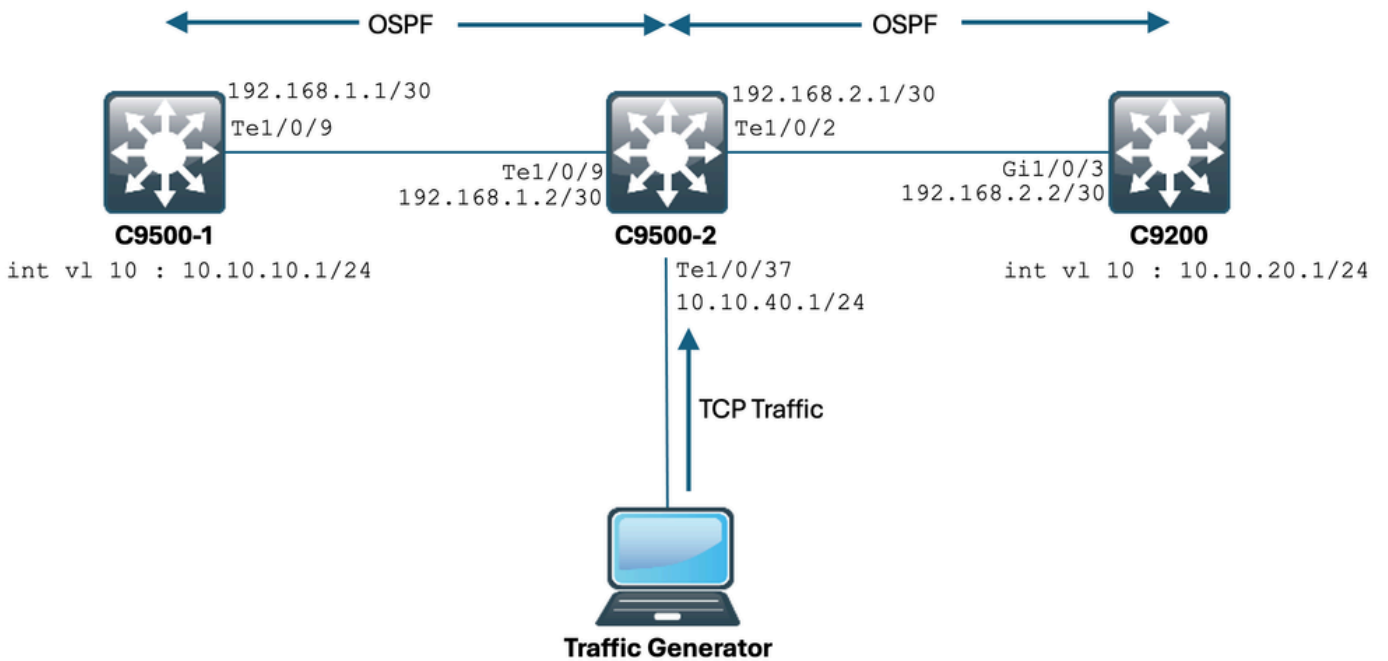 OSPF
OSPF
192.168.1.1/30
Te1/0/9
192.168.2.1/30
Te1/0/2
Te1/0/9
192.168.1.2/30
Gi1/0/3
192.168.2.2/30
C9500-1
C9500-2
C9200
int vl 10 : 10.10.10.1/24
Te1/0/37
10.10.40.1/24
int vl 10 : 10.10.20.1/24
TCP Traffic
Traffic Generator